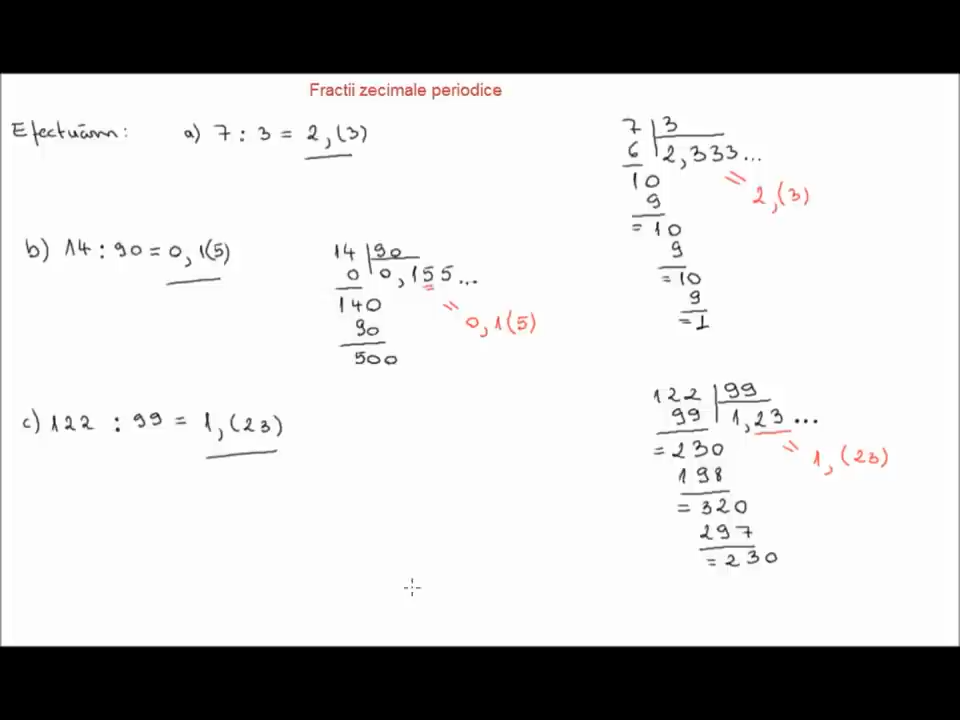 Fractii zecimale periodice
Efectuăm: a) 7 : 3 = 2,(3)
7 3
6 2,333...
10 = 2,(3)
9
=10
9
=10
9
=1
b) 14 : 90 = 0,1(5)
14 90
0 0,155...
140 = 0,1(5)
90
500
c) 122 : 99 = 1,(23)
122 99
99 1,23...
=230 = 1,(23)
198
=320
297
=230